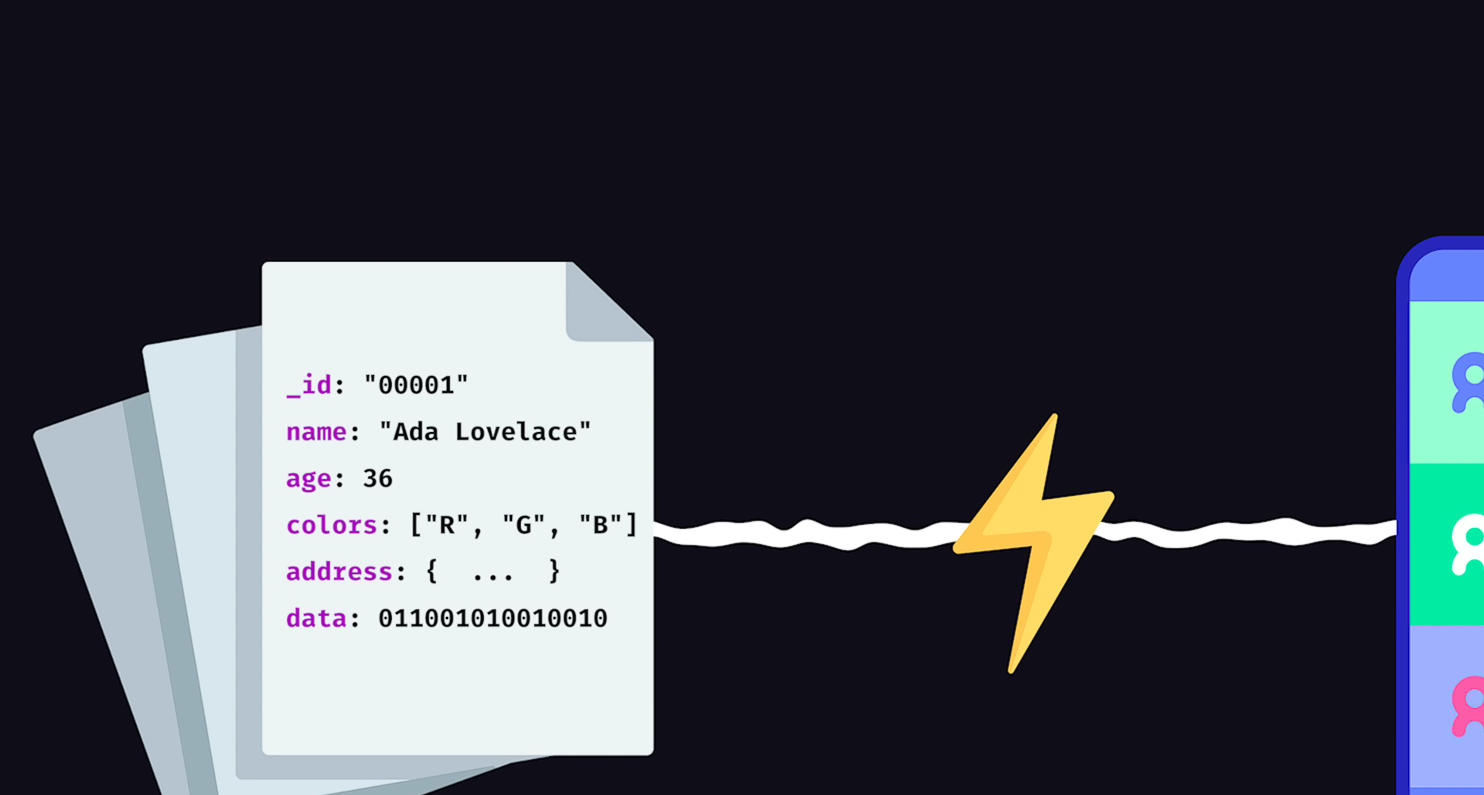 _id: "00001"
name: "Ada Lovelace"
age: 36
colors: ["R", "G", "B"]
address: { ... }
data: 011001010010010